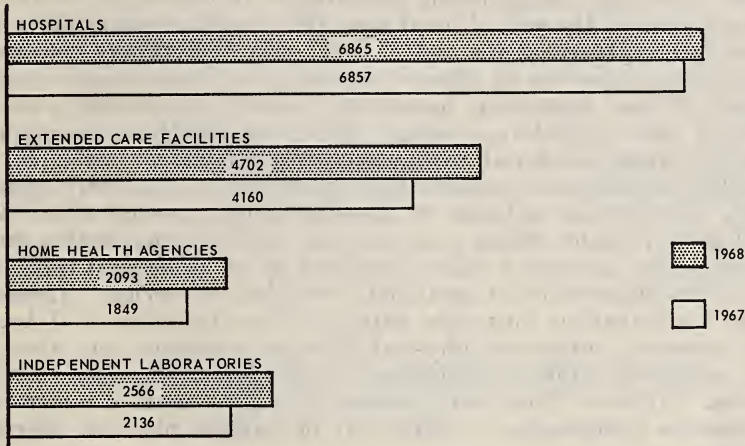 HOSPITALS
6865
6857
EXTENDED CARE FACILITIES
4702
4160
HOME HEALTH AGENCIES
2093
1849
1968
1967
INDEPENDENT LABORATORIES
2566
2136